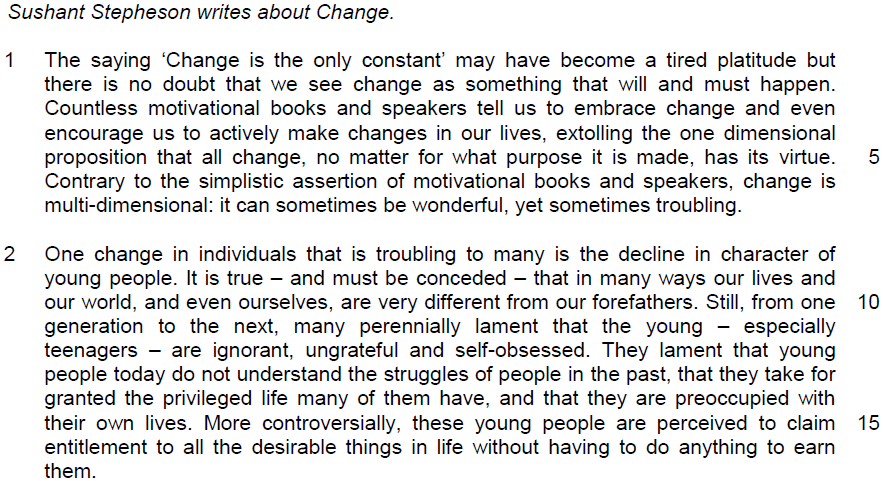 Sushant Stepheson writes about Change.
1 The saying ‘Change is the only constant’ may have become a tired platitude but
there is no doubt that we see change as something that will and must happen.
Countless motivational books and speakers tell us to embrace change and even
encourage us to actively make changes in our lives, extolling the one dimensional
proposition that all change, no matter for what purpose it is made, has its virtue. 5
Contrary to the simplistic assertion of motivational books and speakers, change is
multi-dimensional: it can sometimes be wonderful, yet sometimes troubling.
2 One change in individuals that is troubling to many is the decline in character of
young people. It is true – and must be conceded – that in many ways our lives and
our world, and even ourselves, are very different from our forefathers. Still, from one 10
generation to the next, many perennially lament that the young – especially
teenagers – are ignorant, ungrateful and self-obsessed. They lament that young
people today do not understand the struggles of people in the past, that they take for
granted the privileged life many of them have, and that they are preoccupied with
their own lives. More controversially, these young people are perceived to claim 15
entitlement to all the desirable things in life without having to do anything to earn
them.